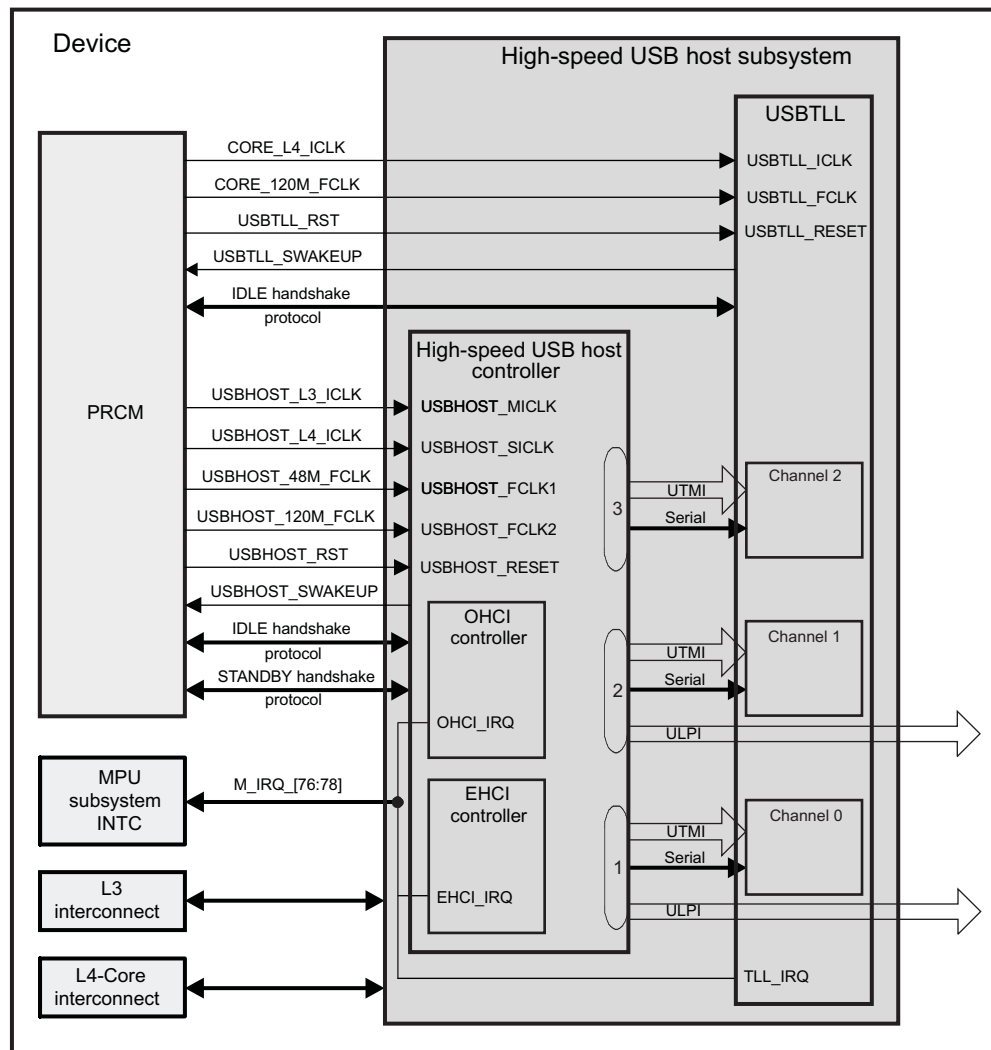 Device
High-speed USB host subsystem
USBTLL
CORE_L4_ICLK
USBTLL_ICLK
CORE_120M_FCLK
USBTLL_FCLK
USBTLL_RST
USBTLL_RESET
USBTLL_SWAKEUP
IDLE handshake
protocol
High-speed USB host
controller
PRCM
USBHOST_L3_ICLK
USBHOST_MICLK
USBHOST_L4_ICLK
USBHOST_SICLK
USBHOST_48M_FCLK
USBHOST_FCLK1
USBHOST_120M_FCLK
USBHOST_FCLK2
USBHOST_RST
USBHOST_RESET
USBHOST_SWAKEUP
IDLE handshake
protocol
STANDBY handshake
protocol
3
UTMI
Serial
Channel 2
OHCI
controller
OHCI_IRQ
2
UTMI
Serial
Channel 1
ULPI
MPU
subsystem
INTC
M_IRQ_[76:78]
EHCI
controller
EHCI_IRQ
1
UTMI
Serial
Channel 0
ULPI
L3
interconnect
L4-Core
interconnect
TLL_IRQ